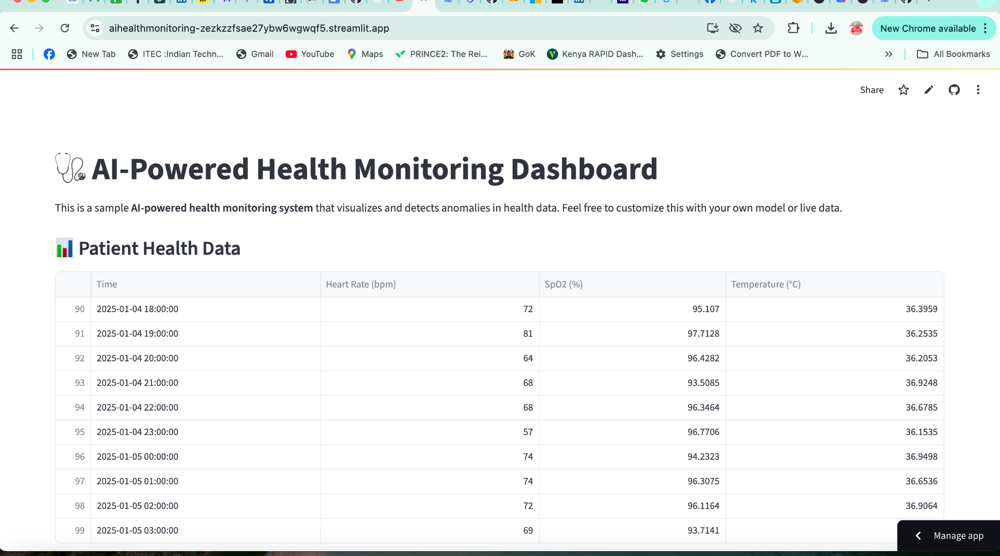 aihealthmonitoring-zezkzzfsae27ybw6wgwqf5.streamlit.app
New Chrome available
New Tab
ITEC :Indian Techn...
Gmail
YouTube
Maps
PRINCE2: The Rei...
GoK
Kenya RAPID Dash...
Settings
Convert PDF to W...
All Bookmarks
Share
AI-Powered Health Monitoring Dashboard
This is a sample AI-powered health monitoring system that visualizes and detects anomalies in health data. Feel free to customize this with your own model or live data.
Patient Health Data
Time Heart Rate (bpm) SpO2 (%) Temperature (°C)
90 2025-01-04 18:00:00 72 95.107 36.3959
91 2025-01-04 19:00:00 81 97.7128 36.2535
92 2025-01-04 20:00:00 64 96.4282 36.2053
93 2025-01-04 21:00:00 68 93.5085 36.9248
94 2025-01-04 22:00:00 68 96.3464 36.6785
95 2025-01-04 23:00:00 57 96.7706 36.1535
96 2025-01-05 00:00:00 74 94.2323 36.9498
97 2025-01-05 01:00:00 74 96.3075 36.6536
98 2025-01-05 02:00:00 72 96.1164 36.9064
99 2025-01-05 03:00:00 69 93.7141
Manage app